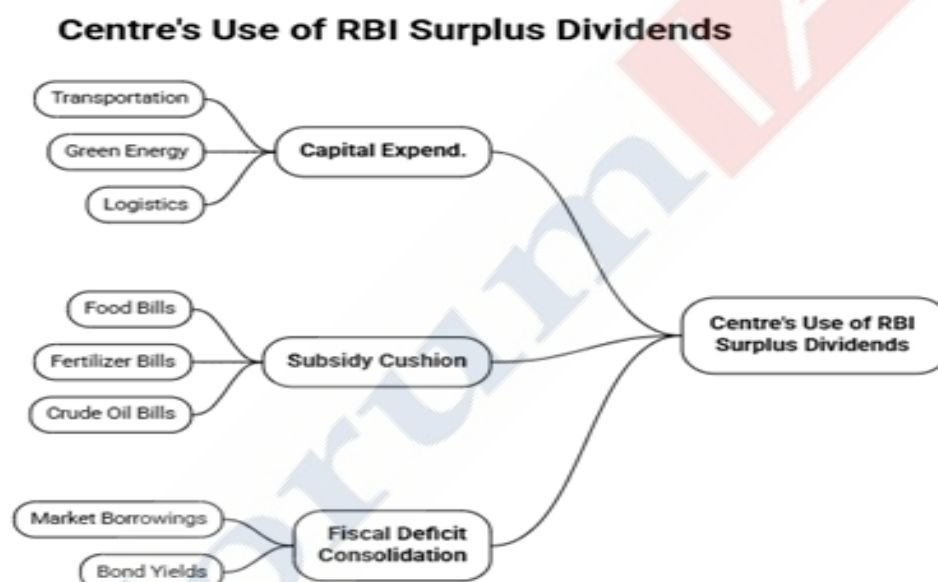 Centre's Use of RBI Surplus Dividends
Transportation
Green Energy
Logistics
Capital Expend.
Food Bills
Fertilizer Bills
Crude Oil Bills
Subsidy Cushion
Market Borrowings
Bond Yields
Fiscal Deficit
Consolidation
Centre's Use of RBI
Surplus Dividends
orum